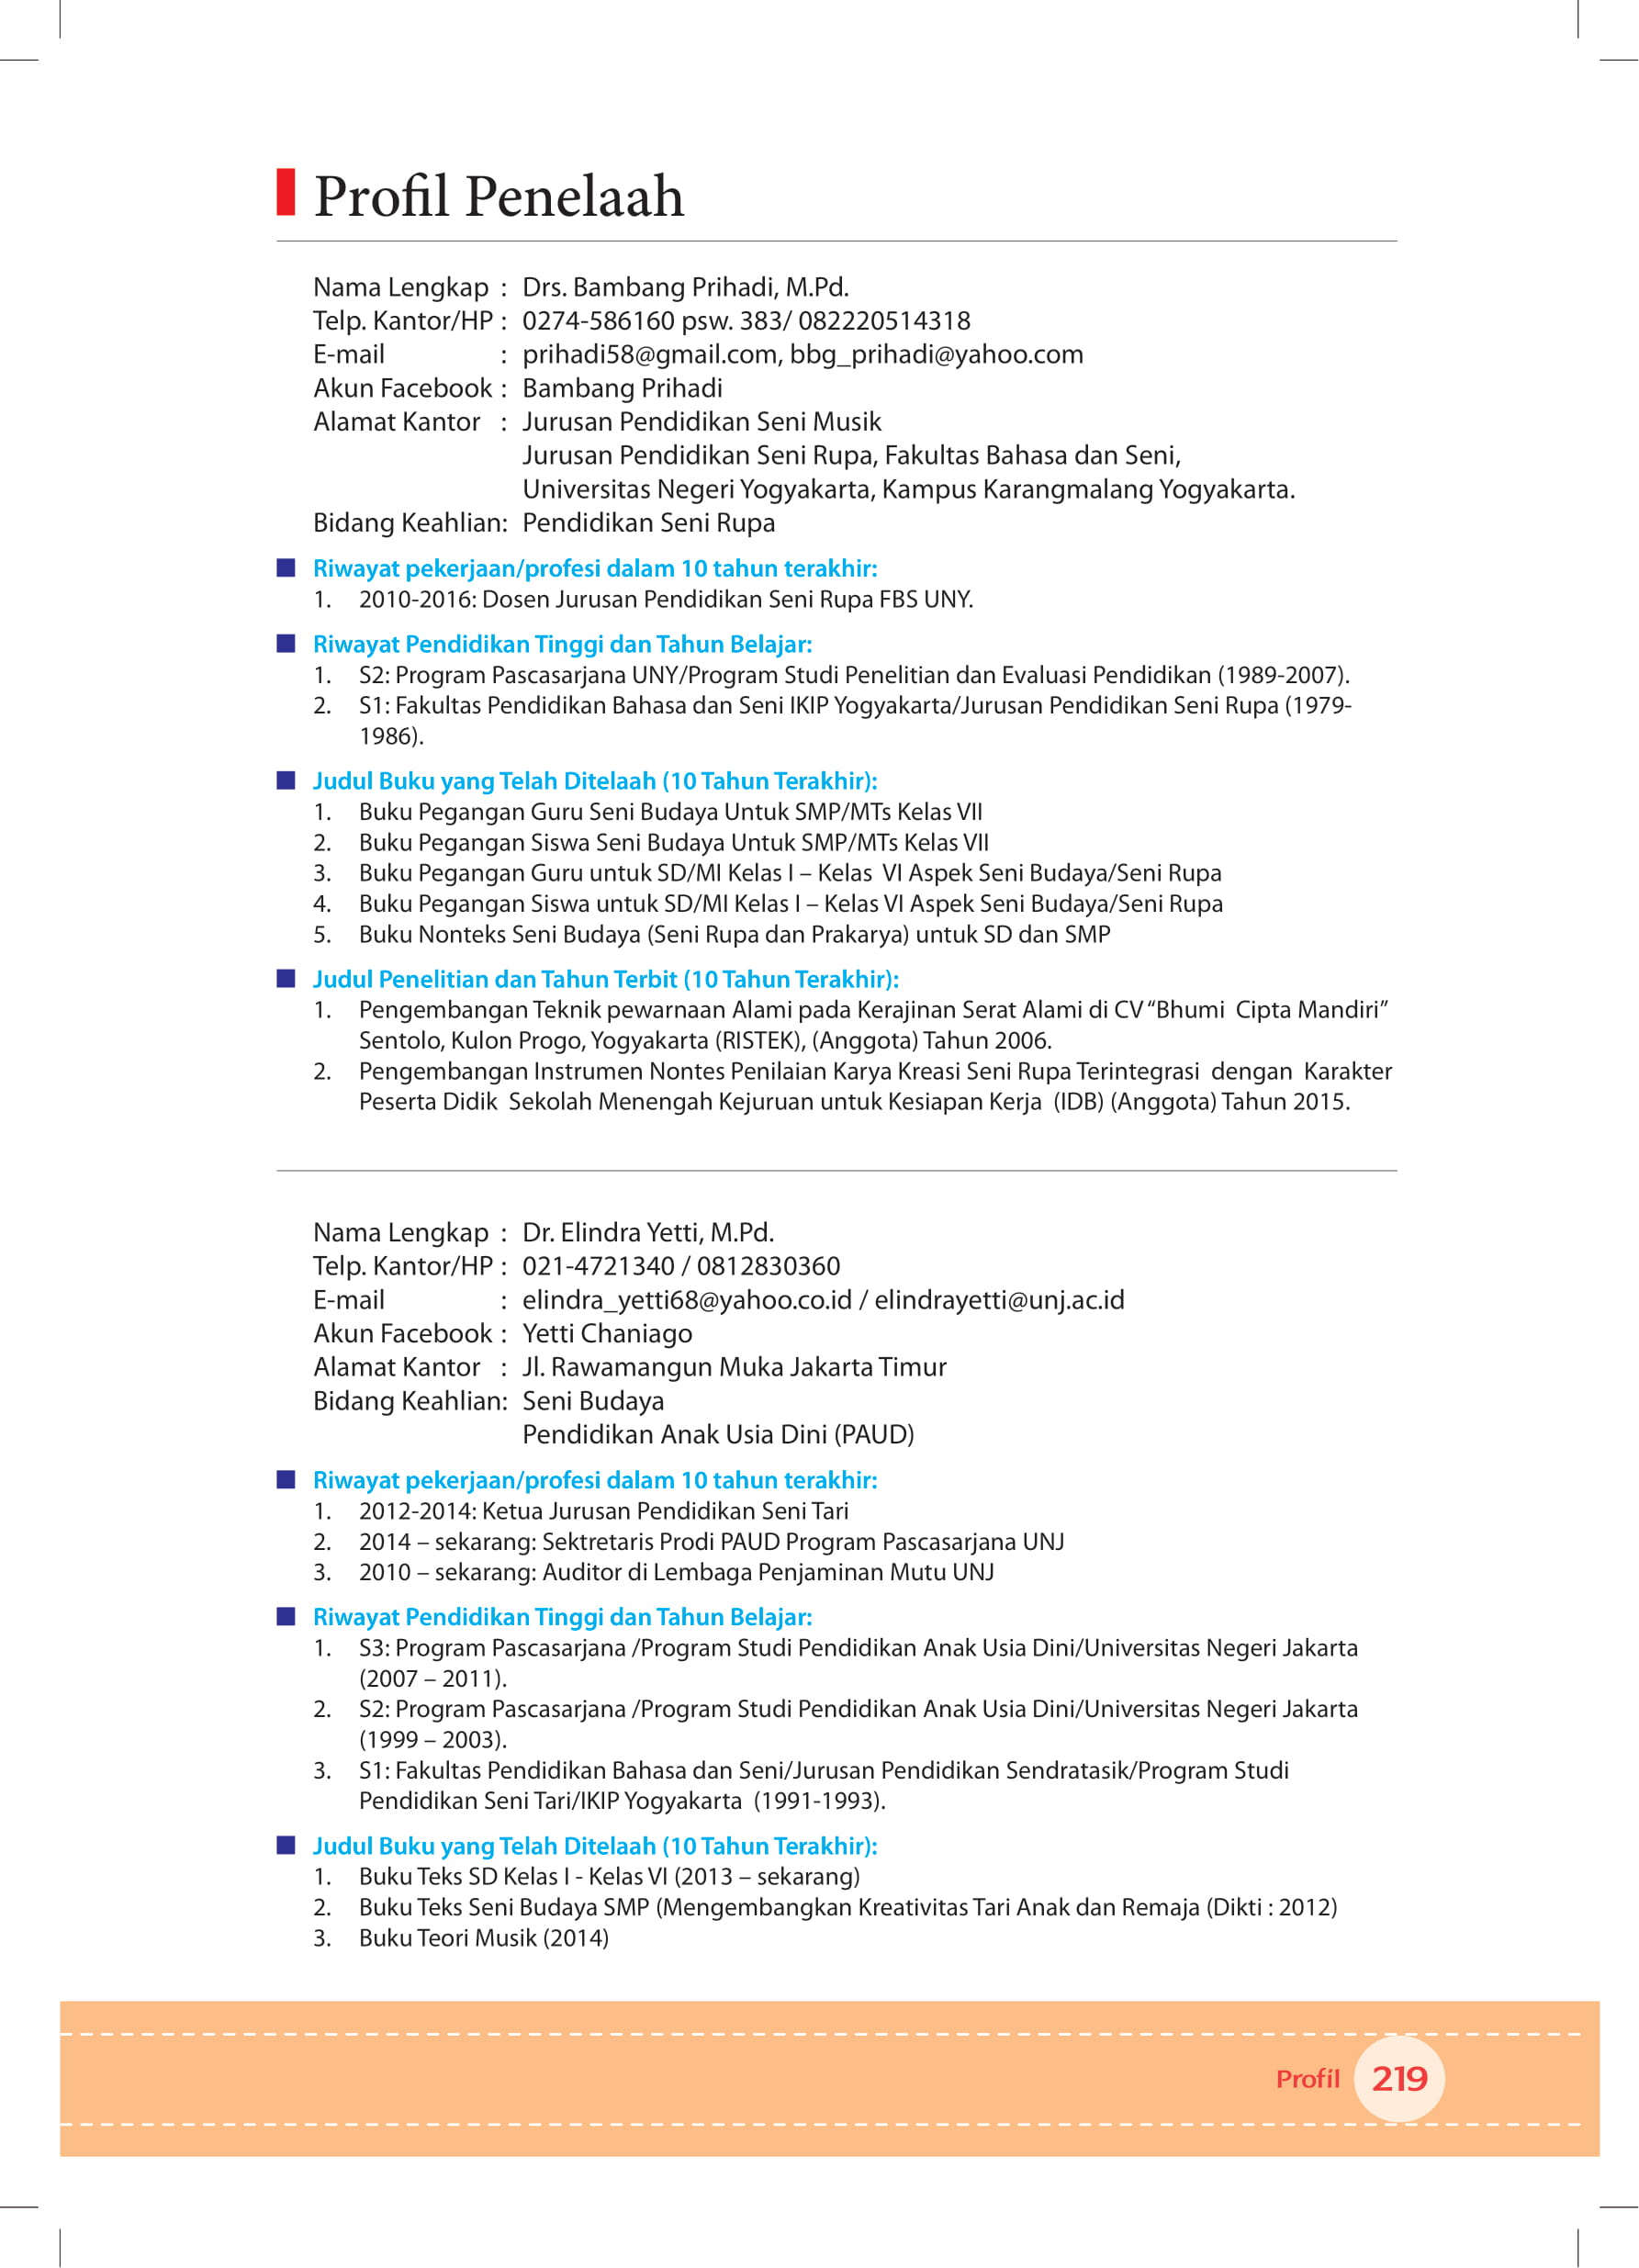 Profil Penelaah
Nama Lengkap : Drs. Bambang Prihadi, M.Pd.
Telp. Kantor/HP : 0274-586160 psw. 383/ 082220514318
E-mail : prihadi58@gmail.com, bbg_prihadi@yahoo.com
Akun Facebook : Bambang Prihadi
Alamat Kantor : Jurusan Pendidikan Seni Musik
Jurusan Pendidikan Seni Rupa, Fakultas Bahasa dan Seni,
Universitas Negeri Yogyakarta, Kampus Karangmalang Yogyakarta.
Bidang Keahlian: Pendidikan Seni Rupa
Riwayat pekerjaan/profesi dalam 10 tahun terakhir:
1. 2010-2016: Dosen Jurusan Pendidikan Seni Rupa FBS UNY.
Riwayat Pendidikan Tinggi dan Tahun Belajar:
1. S2: Program Pascasarjana UNY/Program Studi Penelitian dan Evaluasi Pendidikan (1989-2007).
2. S1: Fakultas Pendidikan Bahasa dan Seni IKIP Yogyakarta/Jurusan Pendidikan Seni Rupa (1979-
1986).
Judul Buku yang Telah Ditelaah (10 Tahun Terakhir):
1. Buku Pegangan Guru Seni Budaya Untuk SMP/MTs Kelas VII
2. Buku Pegangan Siswa Seni Budaya Untuk SMP/MTs Kelas VII
3. Buku Pegangan Guru untuk SD/MI Kelas I – Kelas VI Aspek Seni Budaya/Seni Rupa
4. Buku Pegangan Siswa untuk SD/MI Kelas I – Kelas VI Aspek Seni Budaya/Seni Rupa
5. Buku Nonteks Seni Budaya (Seni Rupa dan Prakarya) untuk SD dan SMP
Judul Penelitian dan Tahun Terbit (10 Tahun Terakhir):
1. Pengembangan Teknik pewarnaan Alami pada Kerajinan Serat Alami di CV “Bhumi Cipta Mandiri”
Sentolo, Kulon Progo, Yogyakarta (RISTEK), (Anggota) Tahun 2006.
2. Pengembangan Instrumen Nontes Penilaian Karya Kreasi Seni Rupa Terintegrasi dengan Karakter
Peserta Didik Sekolah Menengah Kejuruan untuk Kesiapan Kerja (IDB) (Anggota) Tahun 2015.
Nama Lengkap : Dr. Elindra Yetti, M.Pd.
Telp. Kantor/HP : 021-4721340 / 0812830360
E-mail : elindra_yetti68@yahoo.co.id / elindrayetti@unj.ac.id
Akun Facebook : Yetti Chaniago
Alamat Kantor : Jl. Rawamangun Muka Jakarta Timur
Bidang Keahlian: Seni Budaya
Pendidikan Anak Usia Dini (PAUD)
Riwayat pekerjaan/profesi dalam 10 tahun terakhir:
1. 2012-2014: Ketua Jurusan Pendidikan Seni Tari
2. 2014 – sekarang: Sektretaris Prodi PAUD Program Pascasarjana UNJ
3. 2010 – sekarang: Auditor di Lembaga Penjaminan Mutu UNJ
Riwayat Pendidikan Tinggi dan Tahun Belajar:
1. S3: Program Pascasarjana /Program Studi Pendidikan Anak Usia Dini/Universitas Negeri Jakarta
(2007 – 2011).
2. S2: Program Pascasarjana /Program Studi Pendidikan Anak Usia Dini/Universitas Negeri Jakarta
(1999 – 2003).
3. S1: Fakultas Pendidikan Bahasa dan Seni/Jurusan Pendidikan Sendratasik/Program Studi
Pendidikan Seni Tari/IKIP Yogyakarta (1991-1993).
Judul Buku yang Telah Ditelaah (10 Tahun Terakhir):
1. Buku Teks SD Kelas I - Kelas VI (2013 – sekarang)
2. Buku Teks Seni Budaya SMP (Mengembangkan Kreativitas Tari Anak dan Remaja (Dikti : 2012)
3. Buku Teori Musik (2014)
Profil 219